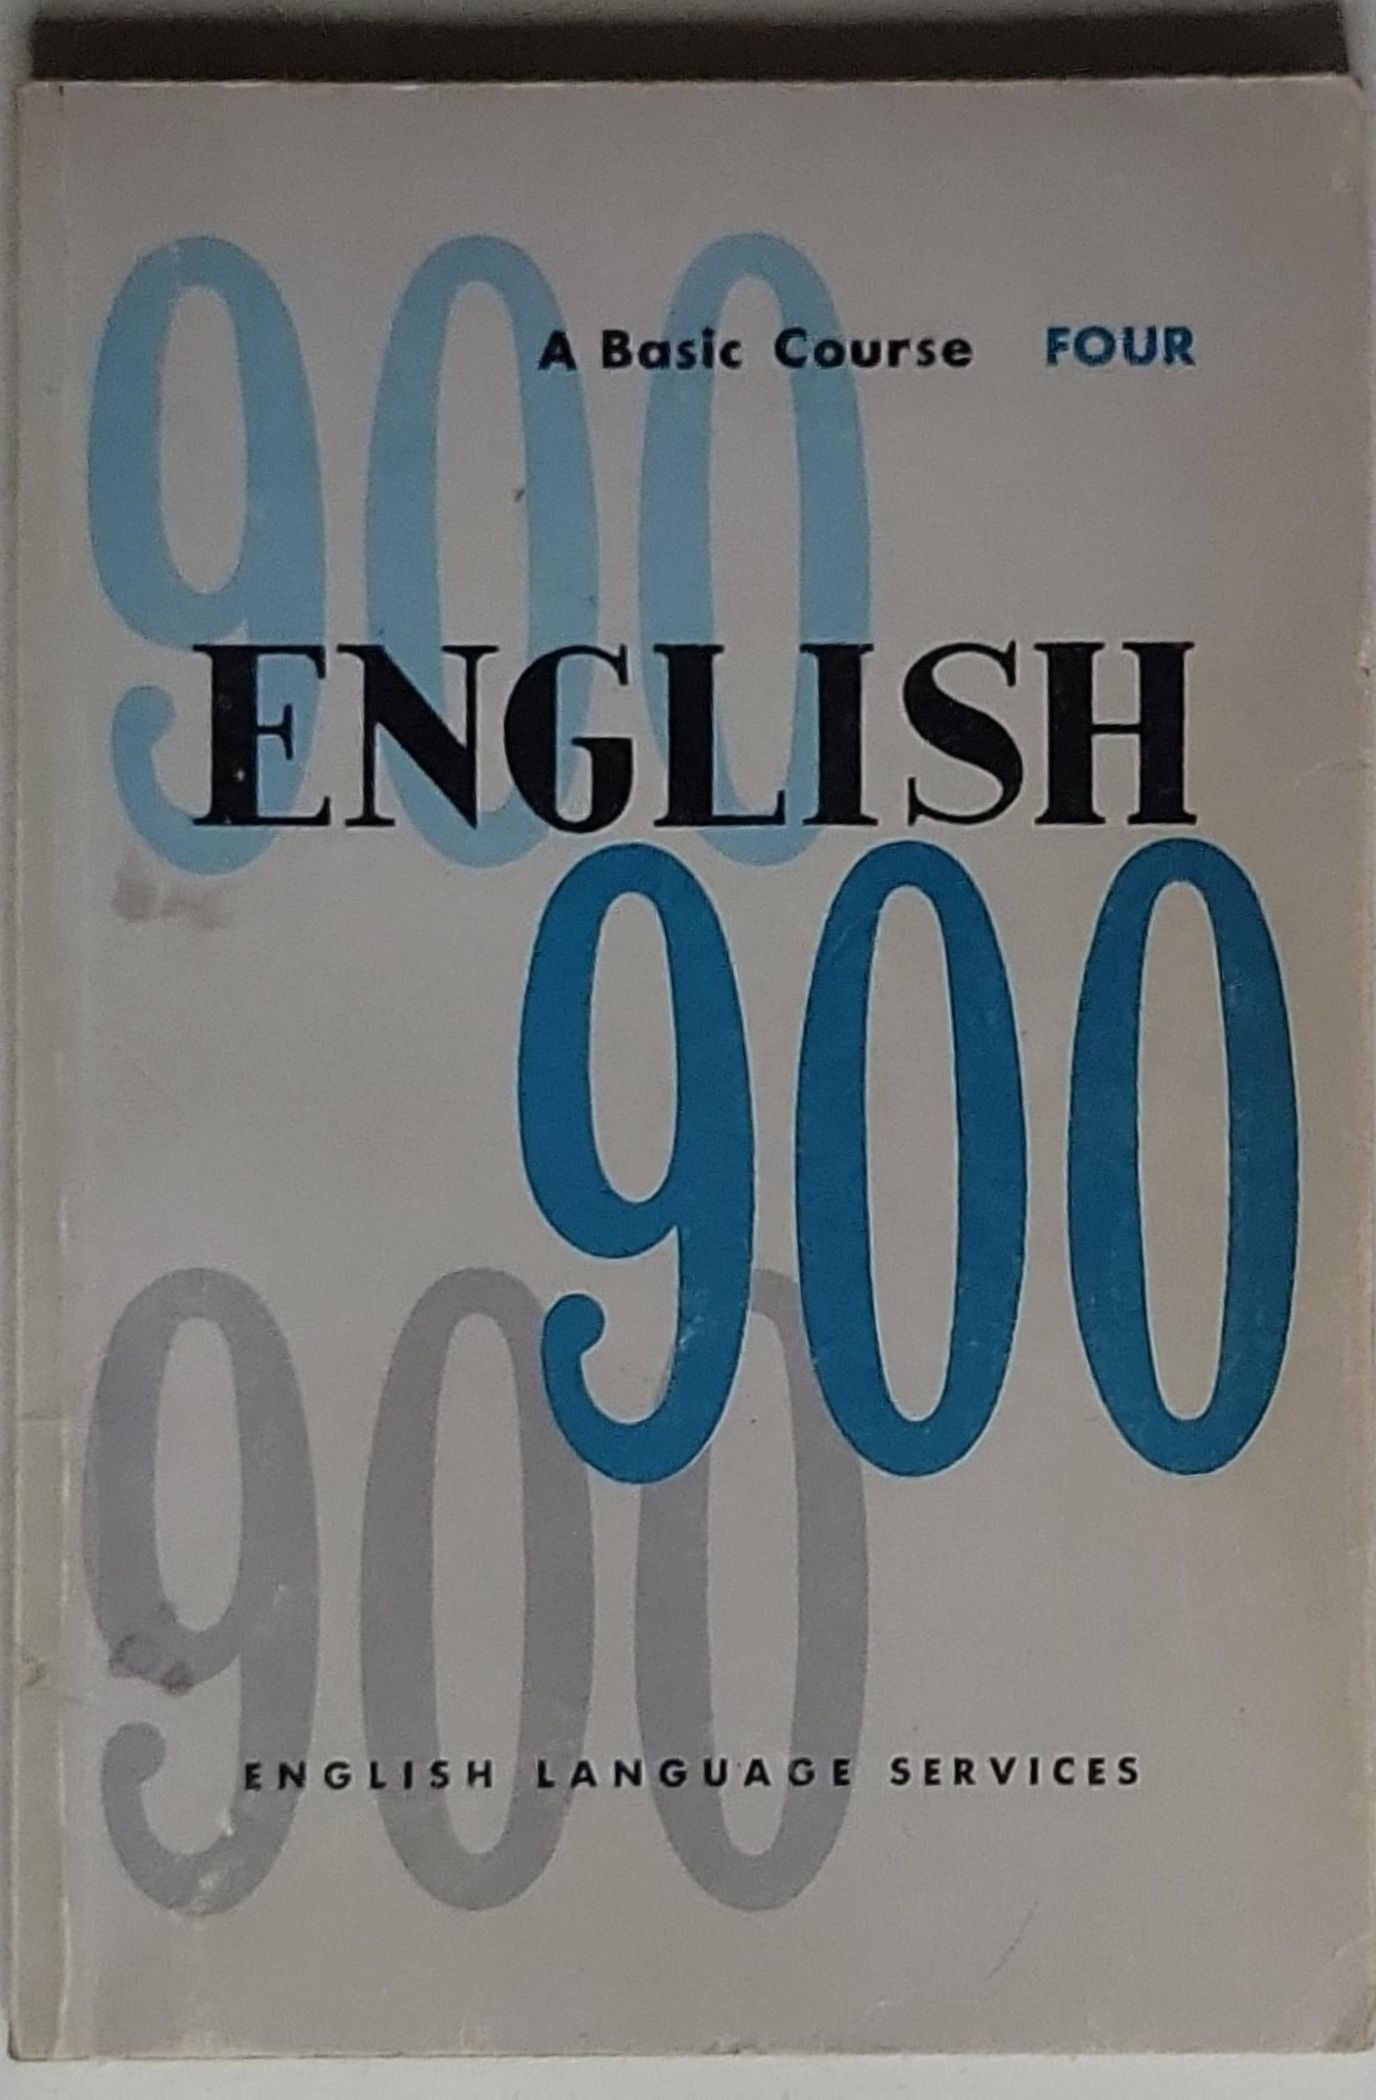 900
A Basic Course FOUR
ENGLISH
900
900
ENGLISH LANGUAGE SERVICES